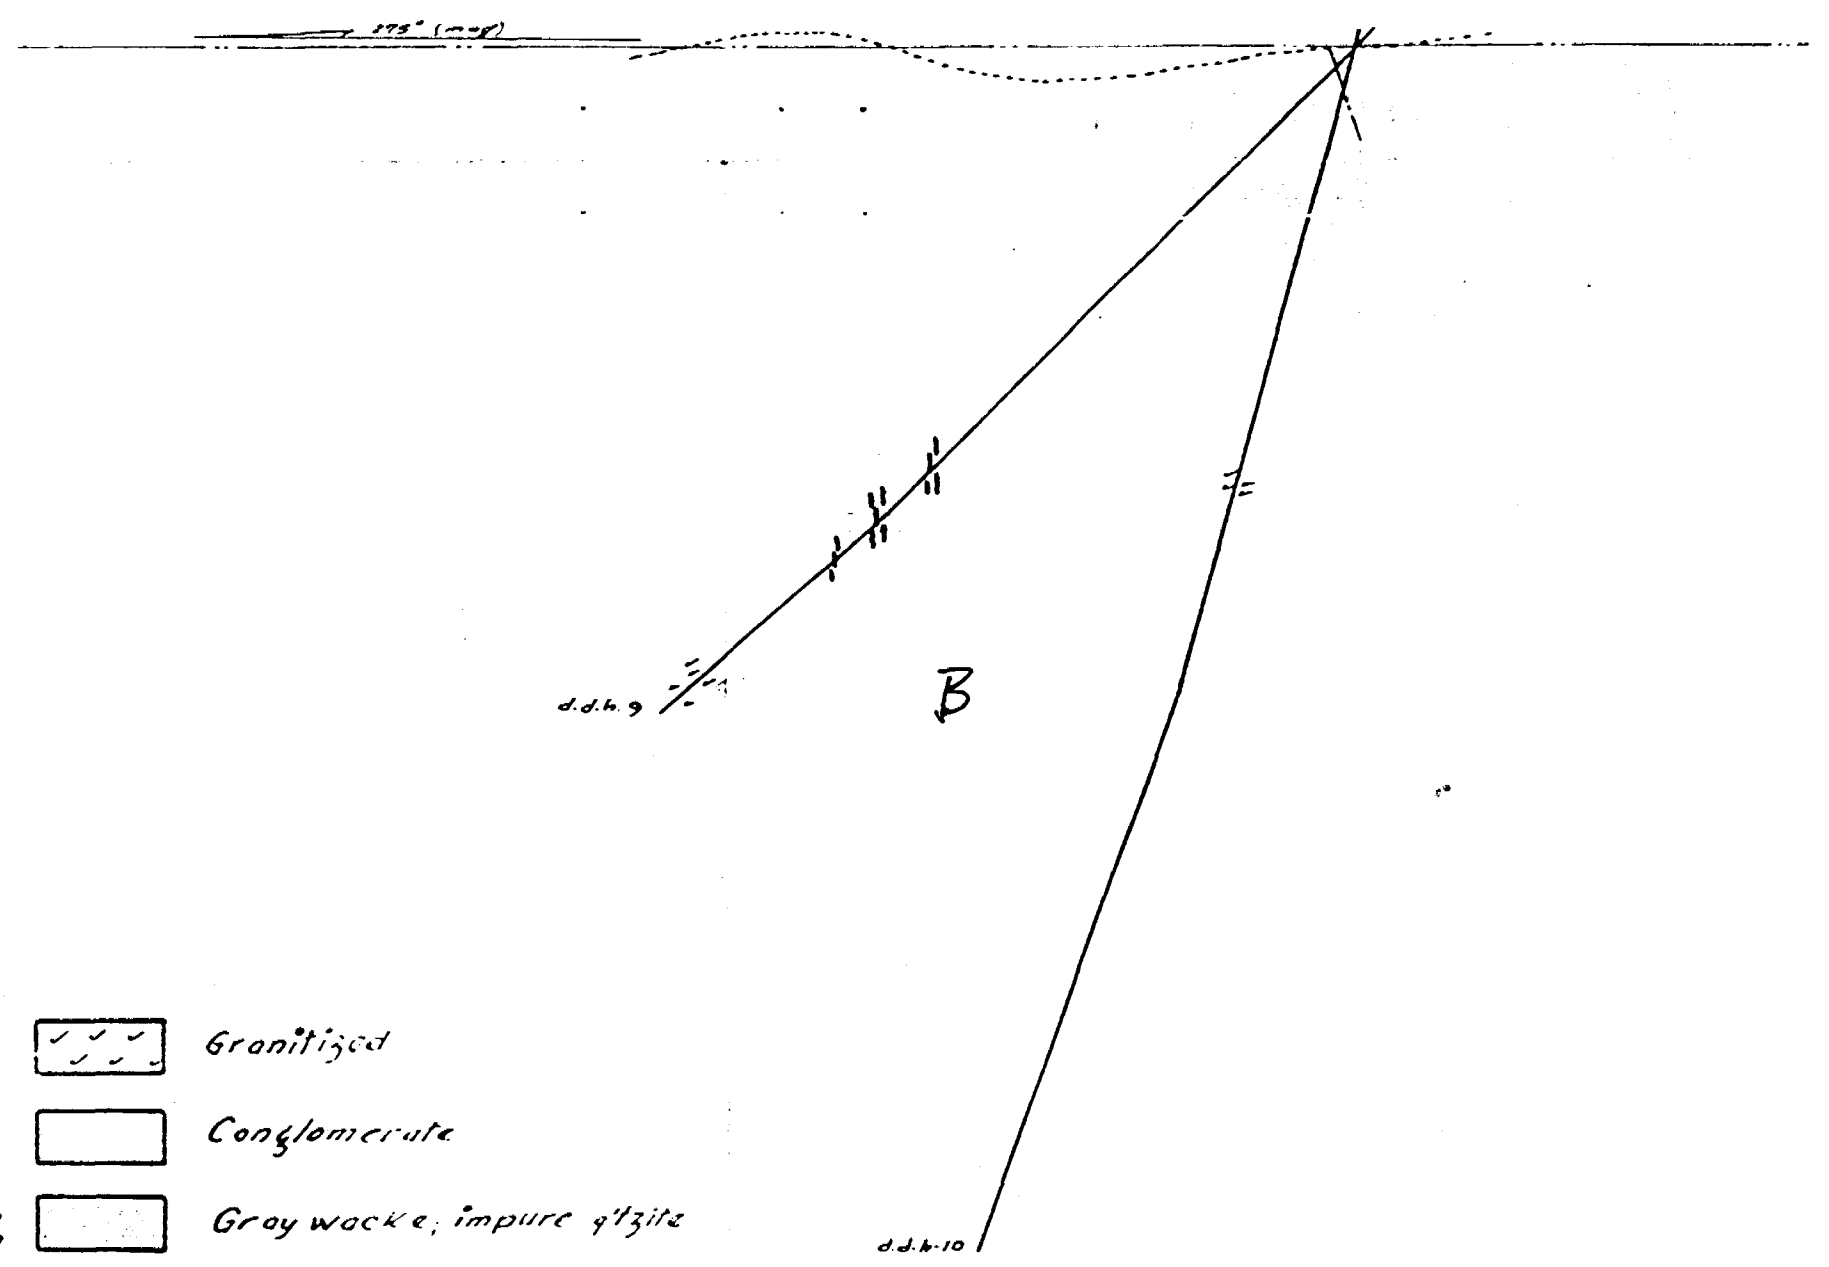 275° (mag)
d.d.h. 9
B
Granitized
Conglomerate
Graywacke, impure q'tzite
d.d.h-10